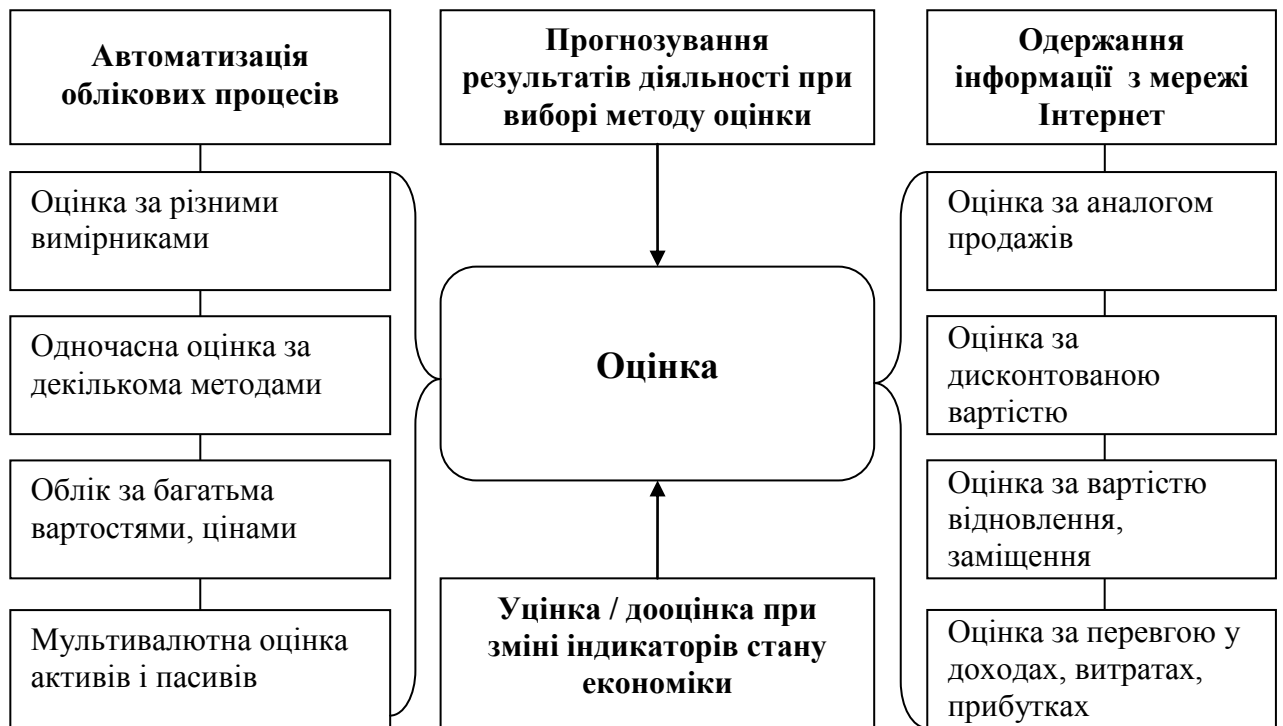 Автоматизація
облікових процесів
Оцінка за різними
вимірниками
Одночасна оцінка за
декількома методами
Облік за багатьма
вартостями, цінами
Мультивалютна оцінка
активів і пасивів
Прогнозування
результатів діяльності при
виборі методу оцінки
Оцінка
Уцінка / дооцінка при
зміні індикаторів стану
економіки
Одержання
інформації з мережі
Інтернет
Оцінка за аналогом
продажів
Оцінка за
дисконтованою
вартістю
Оцінка за вартістю
відновлення,
заміщення
Оцінка за перевгою у
доходах, витратах,
прибутках